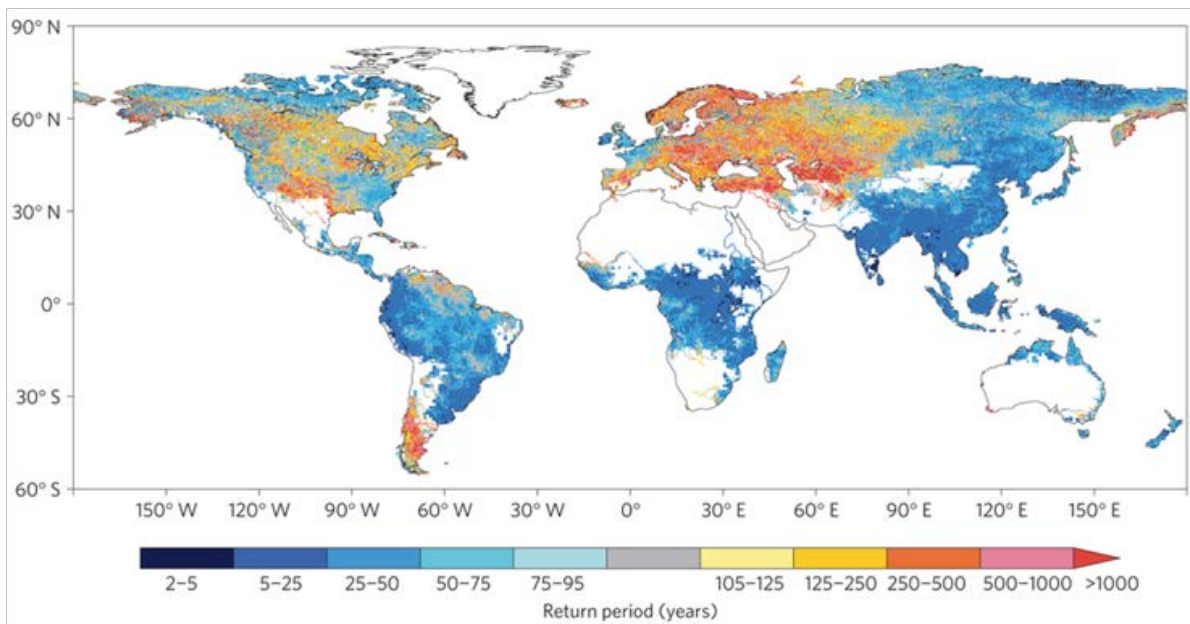 90° N
60° N
30° N
0°
30° S
60° S
150° W 120° W 90° W 60° W 30° W 0° 30° E 60° E 90° E 120° E 150° E
2–5 5–25 25–50 50–75 75–95 105–125 125–250 250–500 500–1000 >1000
Return period (years)